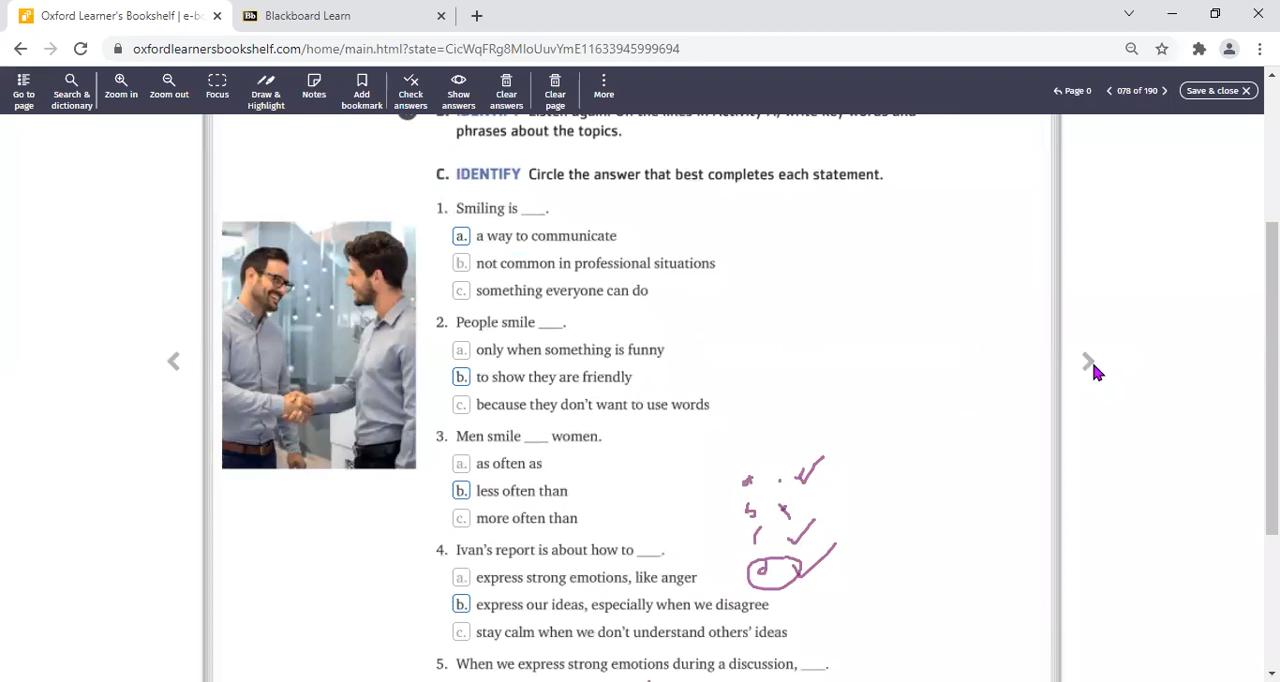 Oxford Learner's Bookshelf | e-bo
Blackboard Learn
oxfordlearnersbookshelf.com/home/main.html?state=CicWqFRg8MloUuvYmE11633945999694
Go to page
Search & dictionary
Zoom in
Zoom out
Focus
Draw & Highlight
Notes
Add bookmark
Check answers
Show answers
Clear answers
Clear page
More
Page 0
078 of 190
Save & close
phrases about the topics.
C. IDENTIFY Circle the answer that best completes each statement.
1. Smiling is ___.
a. a way to communicate
b. not common in professional situations
c. something everyone can do
2. People smile ___.
a. only when something is funny
b. to show they are friendly
c. because they don't want to use words
3. Men smile ___ women.
a. as often as
b. less often than
c. more often than
4. Ivan's report is about how to ___.
a. express strong emotions, like anger
b. express our ideas, especially when we disagree
c. stay calm when we don't understand others' ideas
5. When we express strong emotions during a discussion, ___.